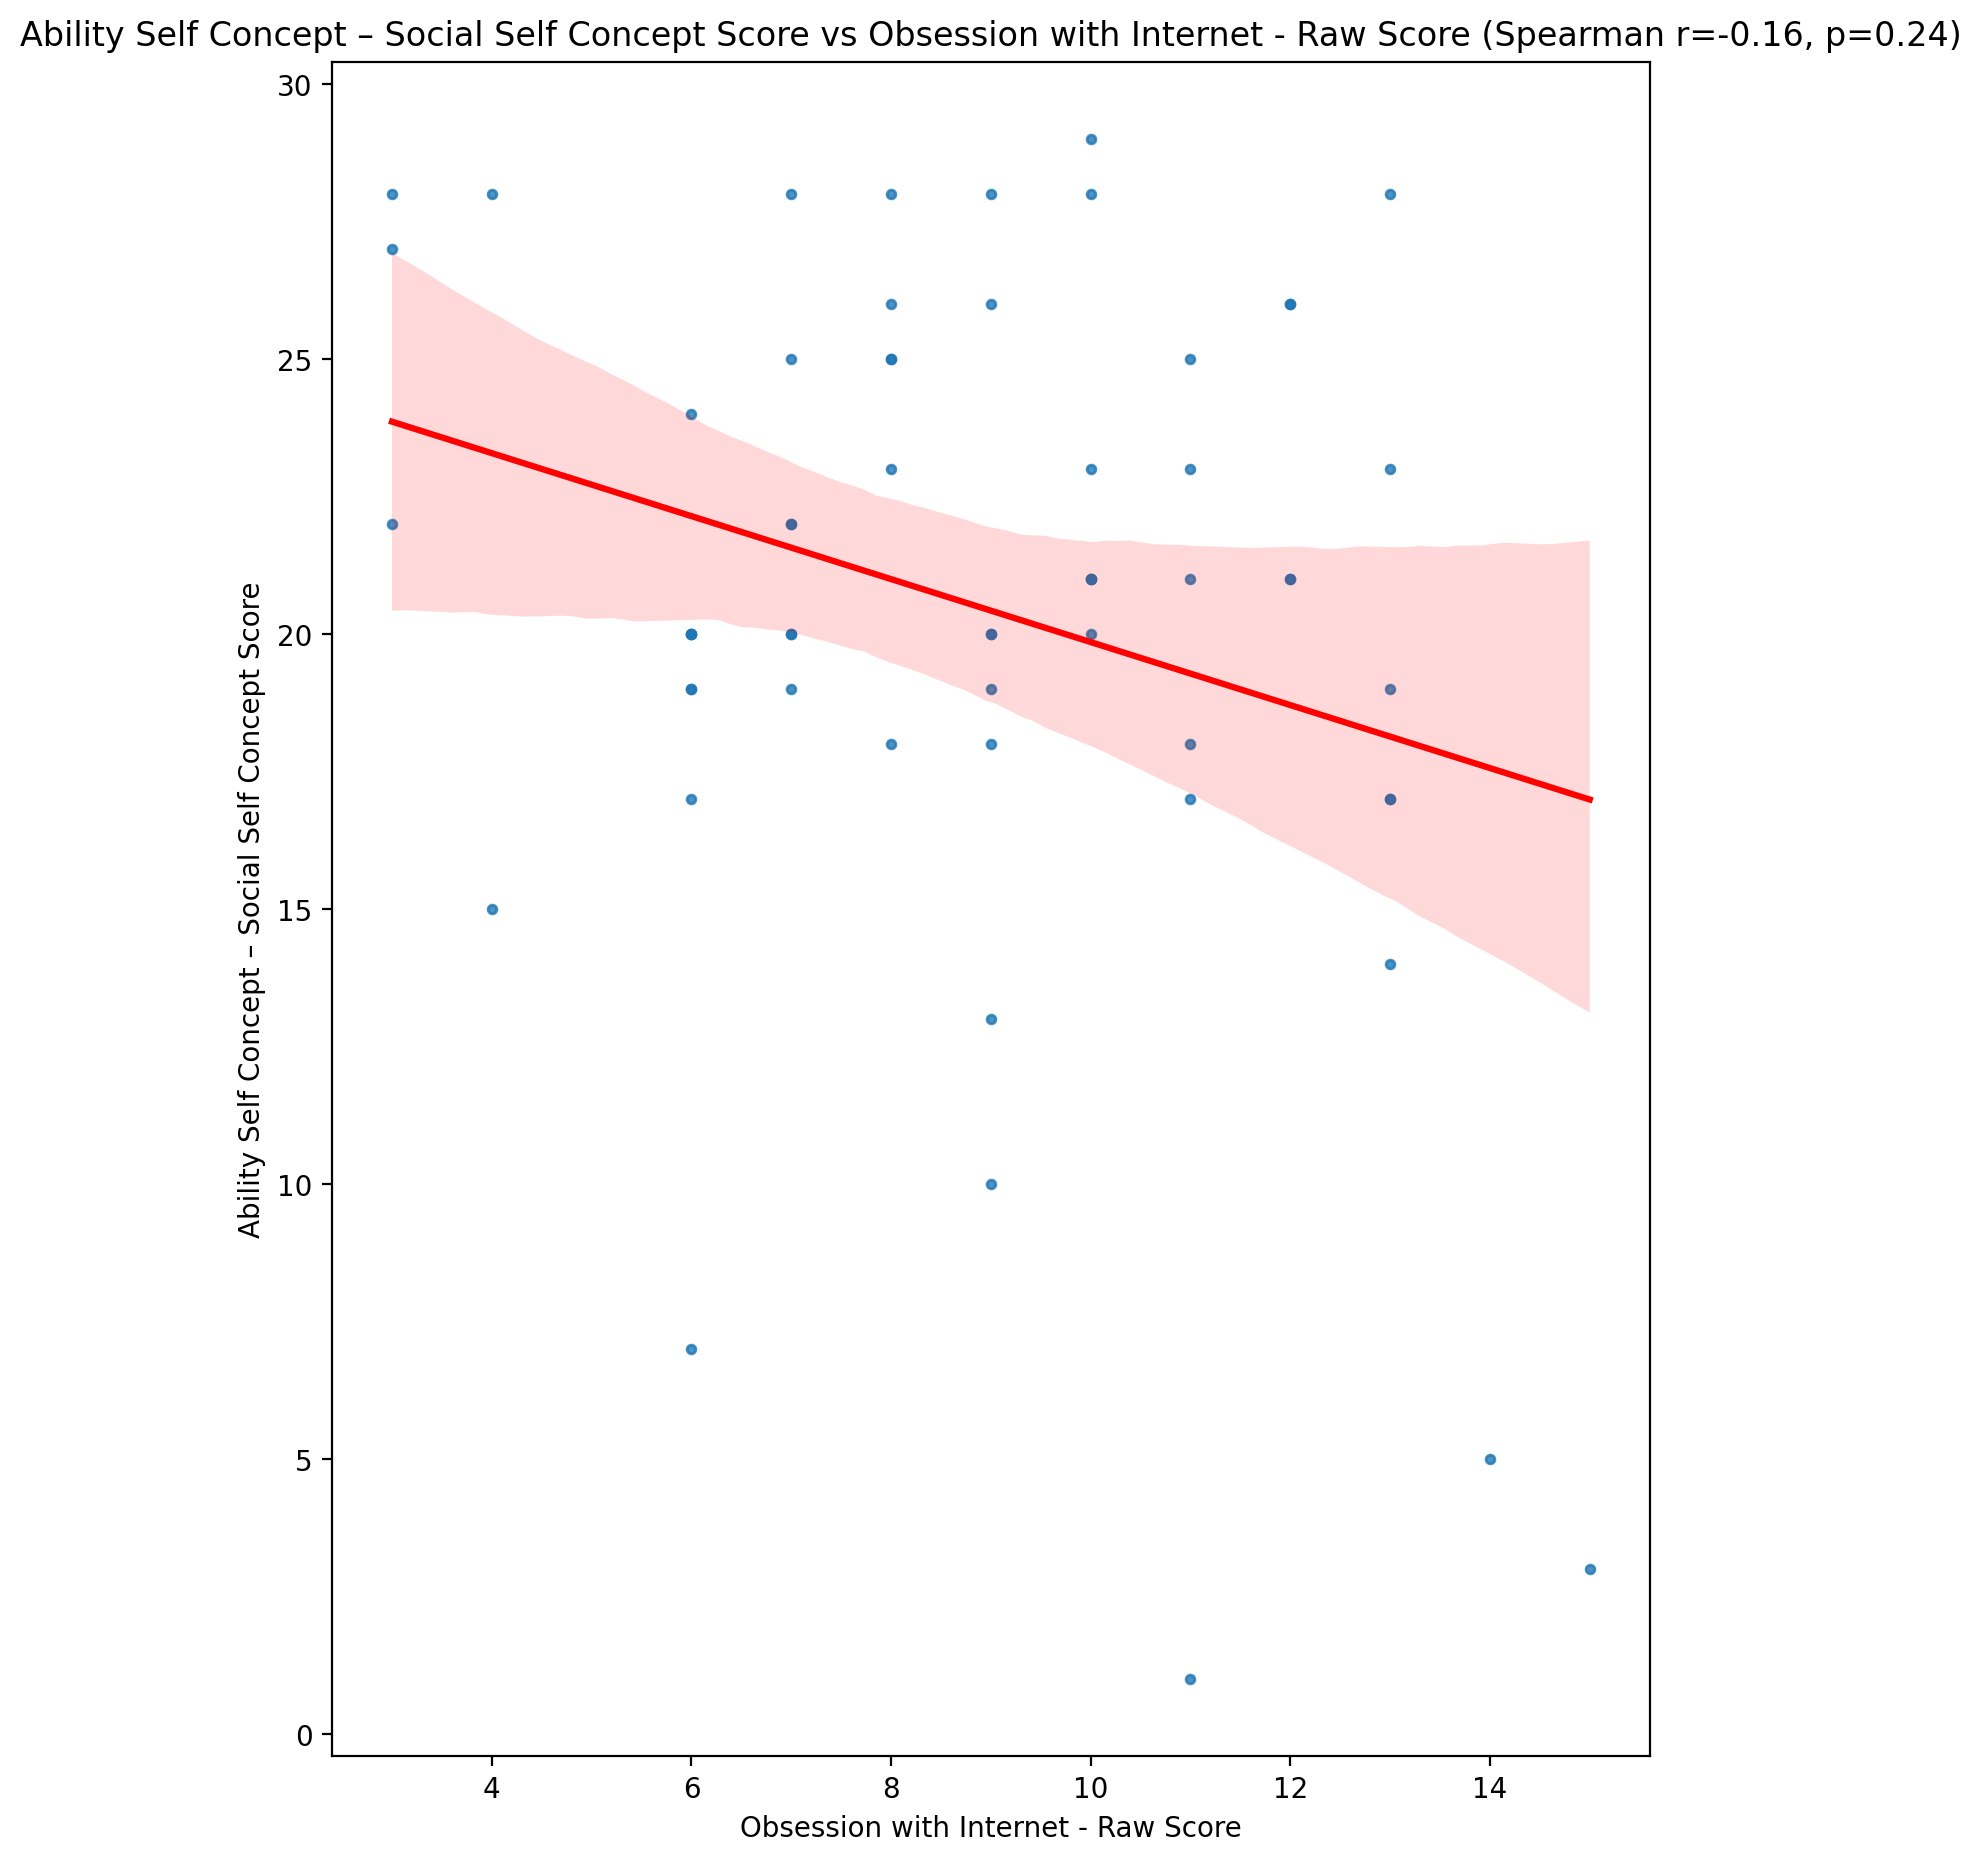 Ability Self Concept – Social Self Concept Score vs Obsession with Internet - Raw Score (Spearman r=-0.16, p=0.24)
30
25
20
15
10
5
0
Ability Self Concept – Social Self Concept Score
4 6 8 10 12 14
Obsession with Internet - Raw Score